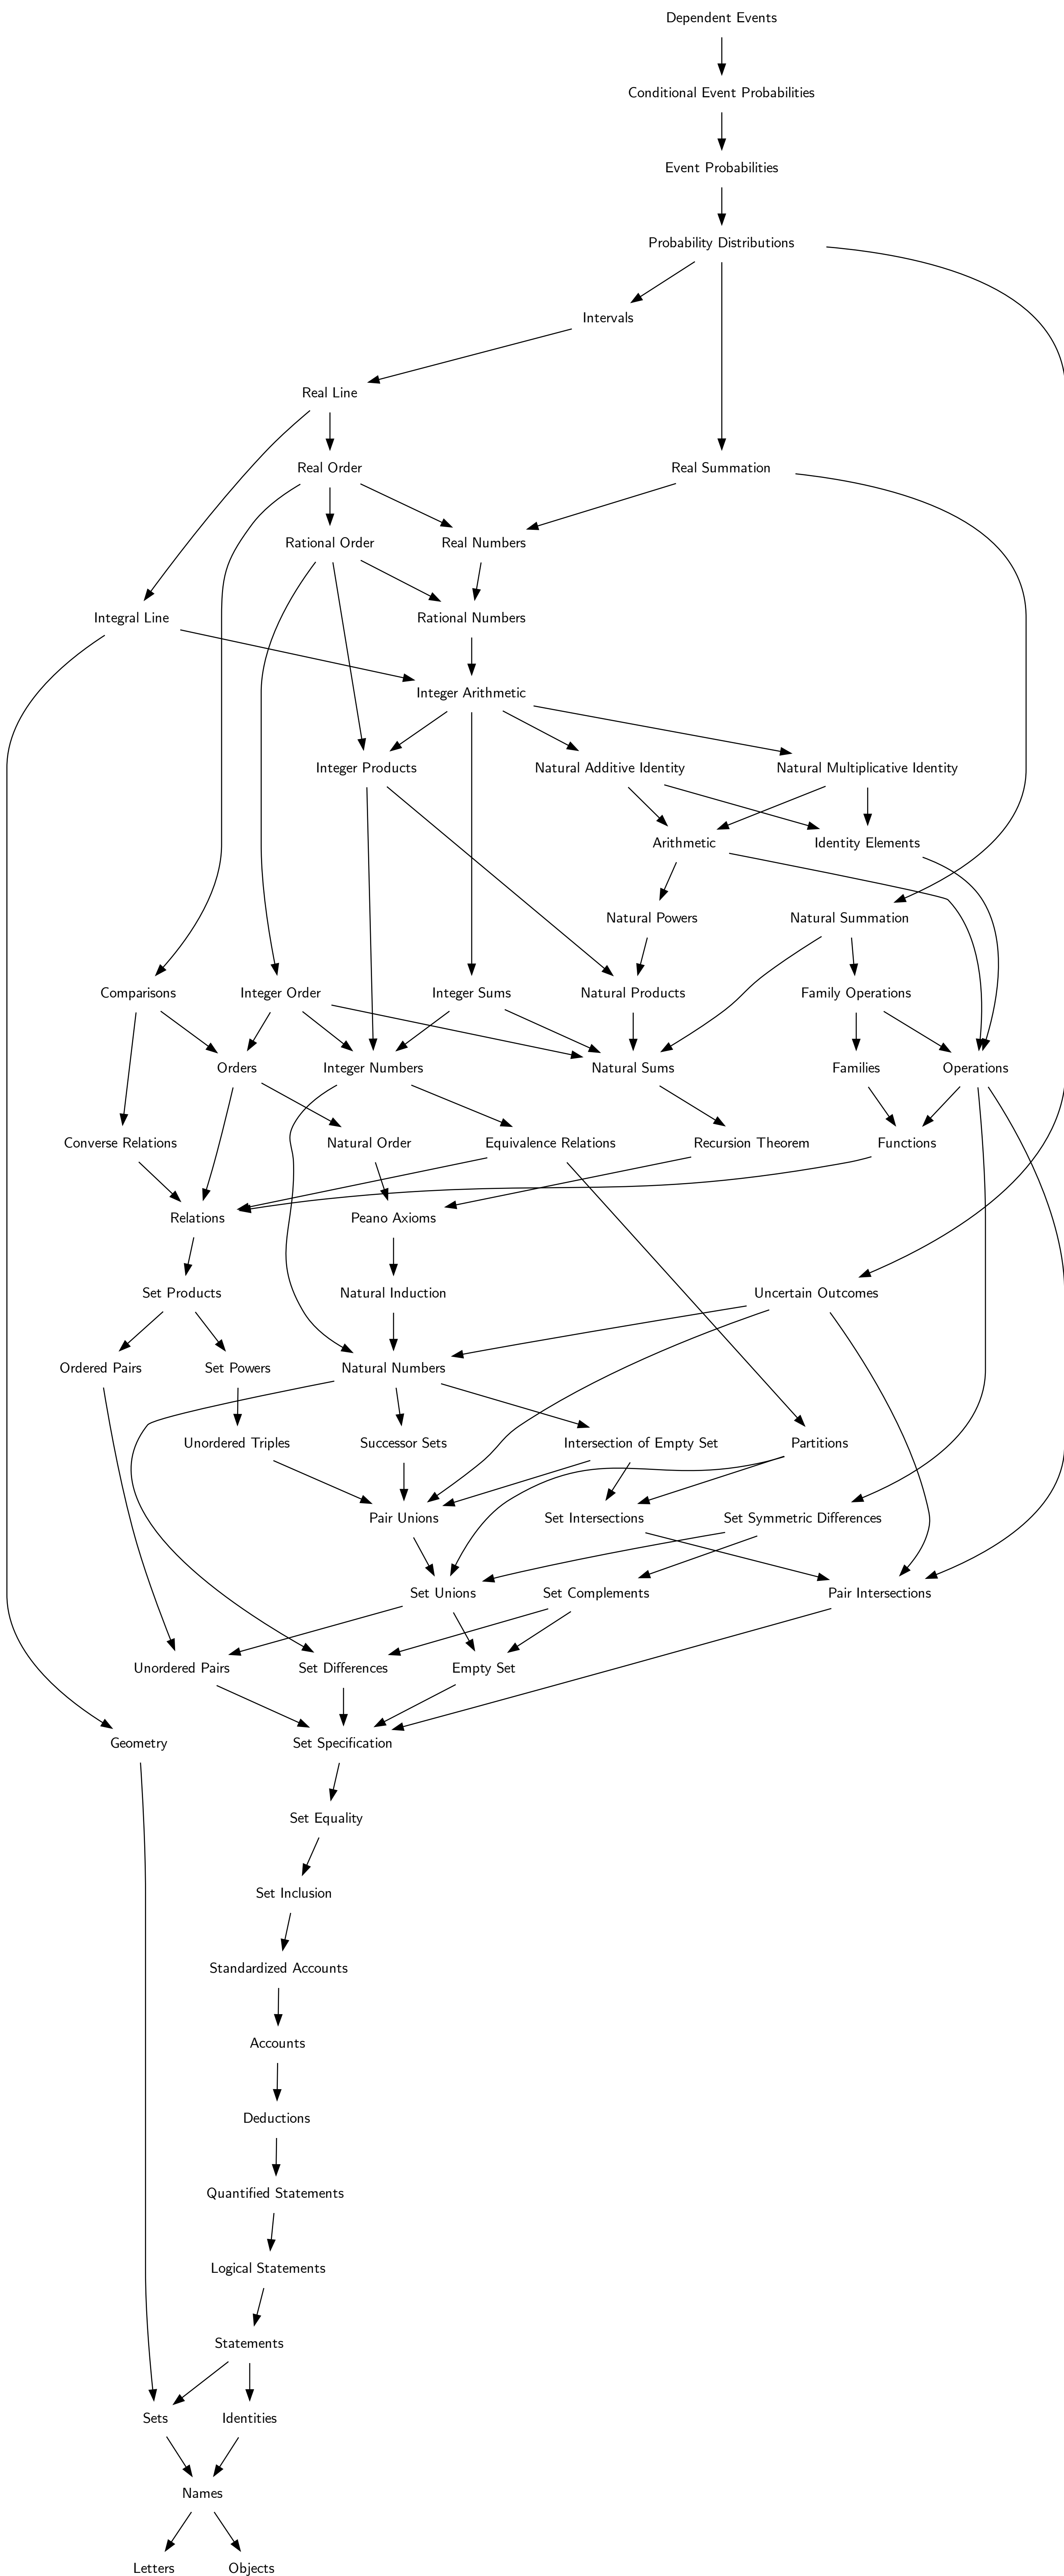 Dependent Events
Conditional Event Probabilities
Event Probabilities
Probability Distributions
Intervals
Real Line
Real Order
Real Summation
Rational Order
Real Numbers
Integral Line
Rational Numbers
Integer Arithmetic
Integer Products
Natural Additive Identity
Natural Multiplicative Identity
Arithmetic
Identity Elements
Natural Powers
Natural Summation
Comparisons
Integer Order
Integer Sums
Natural Products
Family Operations
Orders
Integer Numbers
Natural Sums
Families
Operations
Converse Relations
Natural Order
Equivalence Relations
Recursion Theorem
Functions
Relations
Peano Axioms
Set Products
Natural Induction
Uncertain Outcomes
Ordered Pairs
Set Powers
Natural Numbers
Unordered Triples
Successor Sets
Intersection of Empty Set
Partitions
Pair Unions
Set Intersections
Set Symmetric Differences
Set Unions
Set Complements
Pair Intersections
Unordered Pairs
Set Differences
Empty Set
Geometry
Set Specification
Set Equality
Set Inclusion
Standardized Accounts
Accounts
Deductions
Quantified Statements
Logical Statements
Statements
Sets
Identities
Names
Letters
Objects